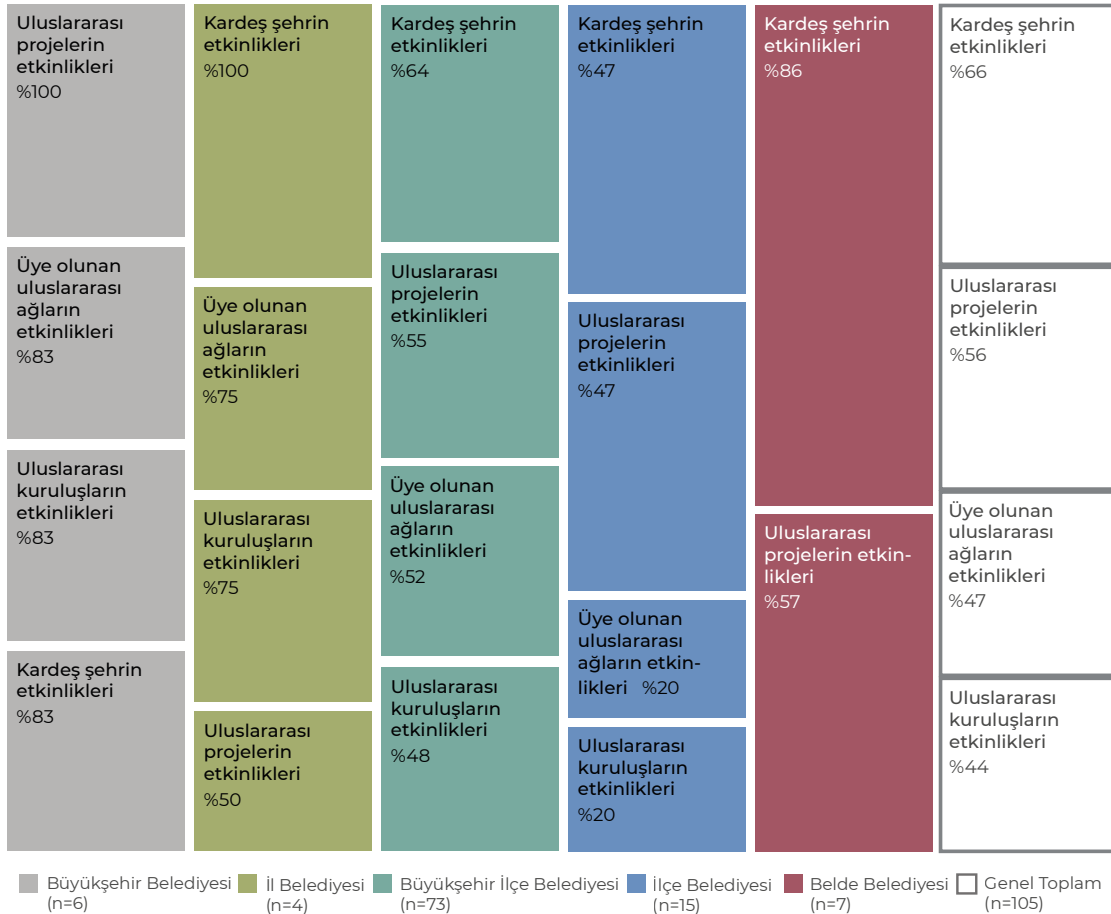 Uluslararası
projelerin
etkinlikleri
%100
Üye olunan
uluslararası
ağların
etkinlikleri
%83
Uluslararası
kuruluşların
etkinlikleri
%83
Kardeş şehrin
etkinlikleri
%83
Kardeş şehrin
etkinlikleri
%100
Üye olunan
uluslararası
ağların
etkinlikleri
%75
Uluslararası
kuruluşların
etkinlikleri
%75
Uluslararası
projelerin
etkinlikleri
%50
Kardeş şehrin
etkinlikleri
%64
Uluslararası
projelerin
etkinlikleri
%55
Üye olunan
uluslararası
ağların
etkinlikleri
%52
Uluslararası
kuruluşların
etkinlikleri
%48
Kardeş şehrin
etkinlikleri
%47
Uluslararası
projelerin
etkinlikleri
%47
Üye olunan
uluslararası
ağların etkin-
likleri %20
Uluslararası
kuruluşların
etkinlikleri
%20
Kardeş şehrin
etkinlikleri
%86
Uluslararası
projelerin etkin-
likleri
%57
Kardeş şehrin
etkinlikleri
%66
Uluslararası
projelerin
etkinlikleri
%56
Üye olunan
uluslararası
ağların
etkinlikleri
%47
Uluslararası
kuruluşların
etkinlikleri
%44
Büyükşehir Belediyesi
(n=6)
İl Belediyesi
(n=4)
Büyükşehir İlçe Belediyesi
(n=73)
İlçe Belediyesi
(n=15)
Belde Belediyesi
(n=7)
Genel Toplam
(n=105)